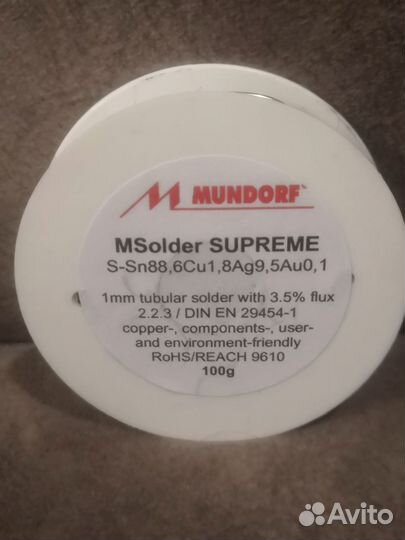 MUNDORF
MSolder SUPREME
S-Sn88,6Cu1,8Ag9,5Au0,1
1mm tubular solder with 3.5% flux
2.2.3 / DIN EN 29454-1
copper-, components-, user-
and environment-friendly
RoHS/REACH 9610
100g
Avito